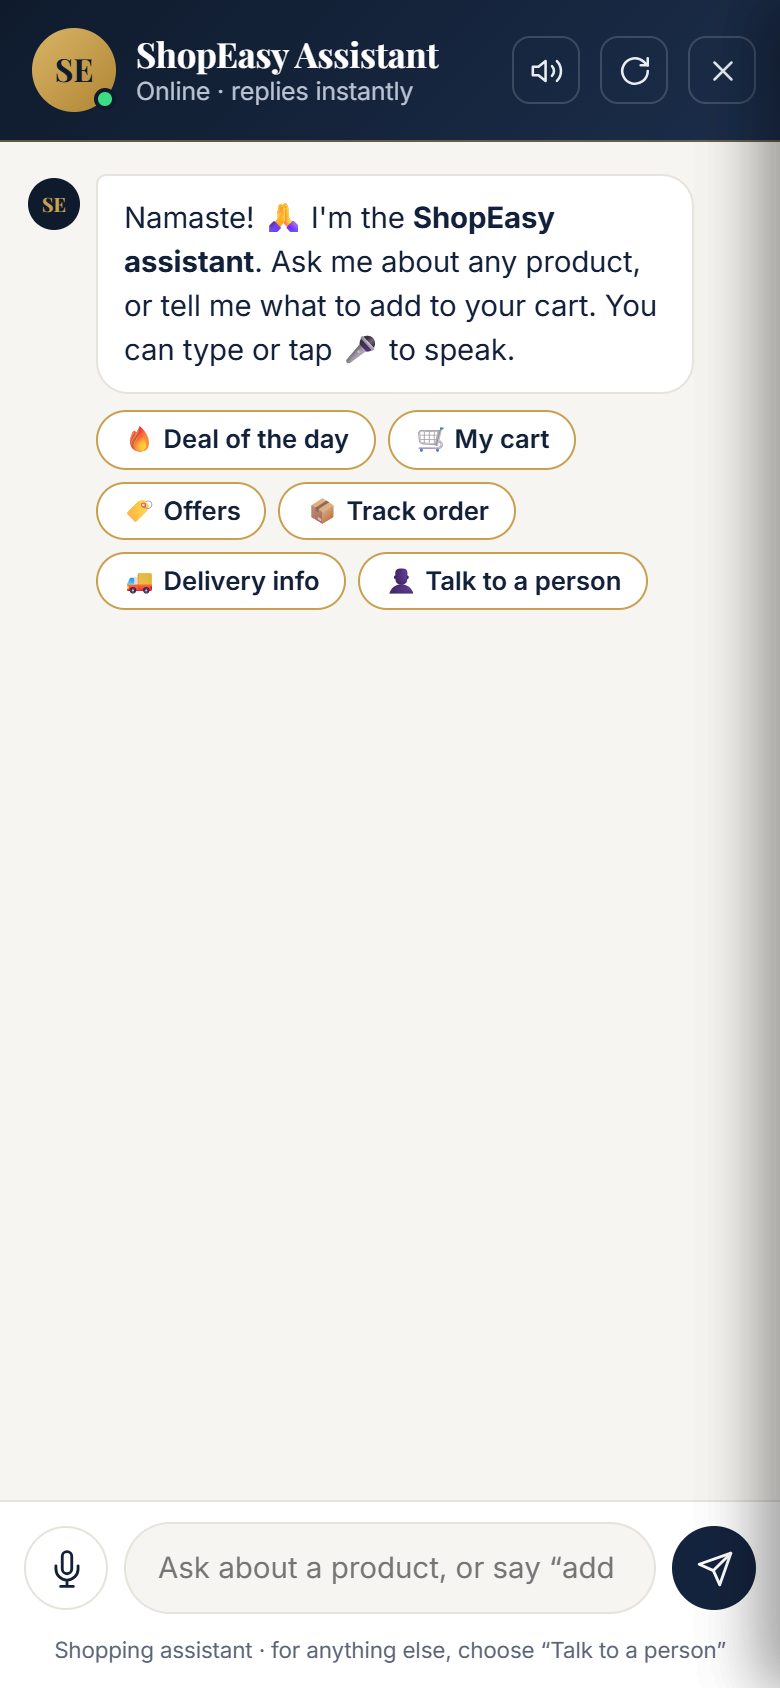 SE
ShopEasy Assistant
Online · replies instantly
SE
Namaste! 🙏 I'm the ShopEasy
assistant. Ask me about any product,
or tell me what to add to your cart. You
can type or tap 🎤 to speak.
🔥 Deal of the day
🛒 My cart
🏷️ Offers
📦 Track order
🚚 Delivery info
👤 Talk to a person
Ask about a product, or say “add
Shopping assistant · for anything else, choose “Talk to a person”